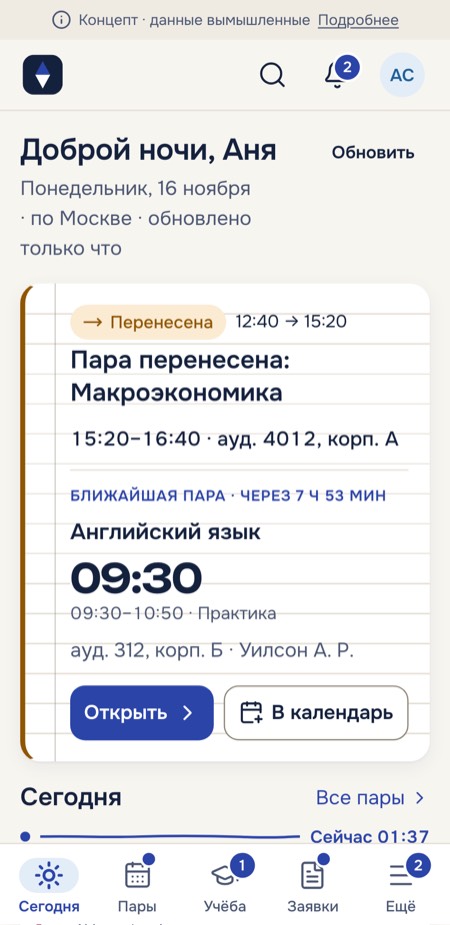 Концепт · данные вымышленные Подробнее
2
АС
Доброй ночи, Аня
Обновить
Понедельник, 16 ноября
· по Москве · обновлено
только что
→ Перенесена 12:40 → 15:20
Пара перенесена:
Макроэкономика
15:20–16:40 · ауд. 4012, корп. А
БЛИЖАЙШАЯ ПАРА · ЧЕРЕЗ 7 Ч 53 МИН
Английский язык
09:30
09:30–10:50 · Практика
ауд. 312, корп. Б · Уилсон А. Р.
Открыть
В календарь
Сегодня
Все пары
Сейчас 01:37
1
2
Сегодня
Пары
Учёба
Заявки
Ещё